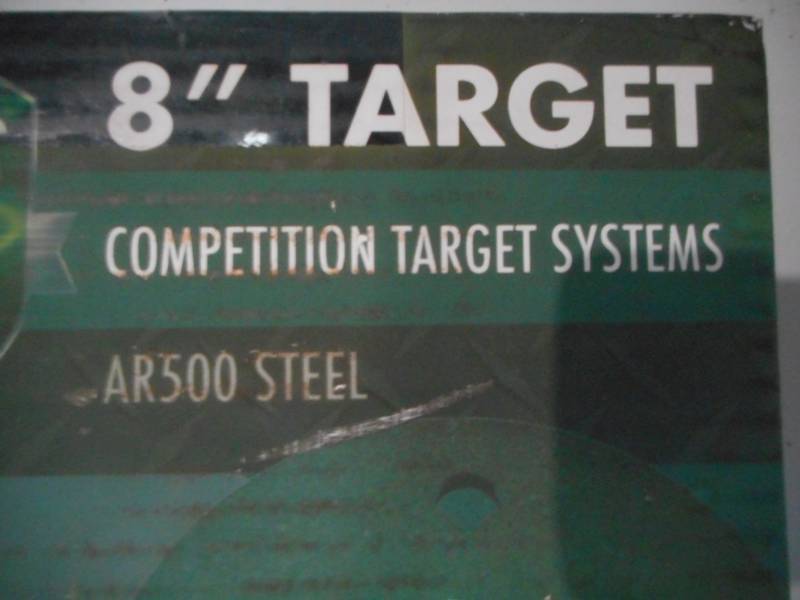 8" TARGET
COMPETITION TARGET SYSTEMS
AR500 STEEL